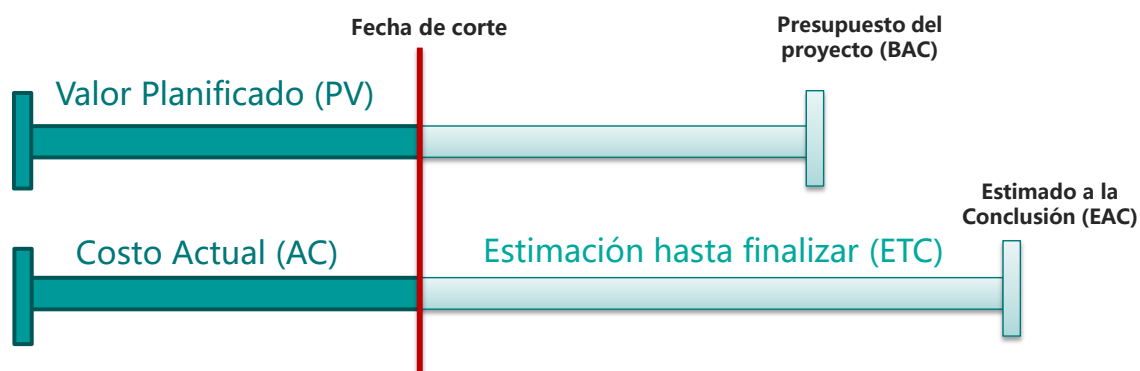 Fecha de corte
Presupuesto del
proyecto (BAC)
Valor Planificado (PV)
Estimado a la
Conclusión (EAC)
Costo Actual (AC)
Estimación hasta finalizar (ETC)